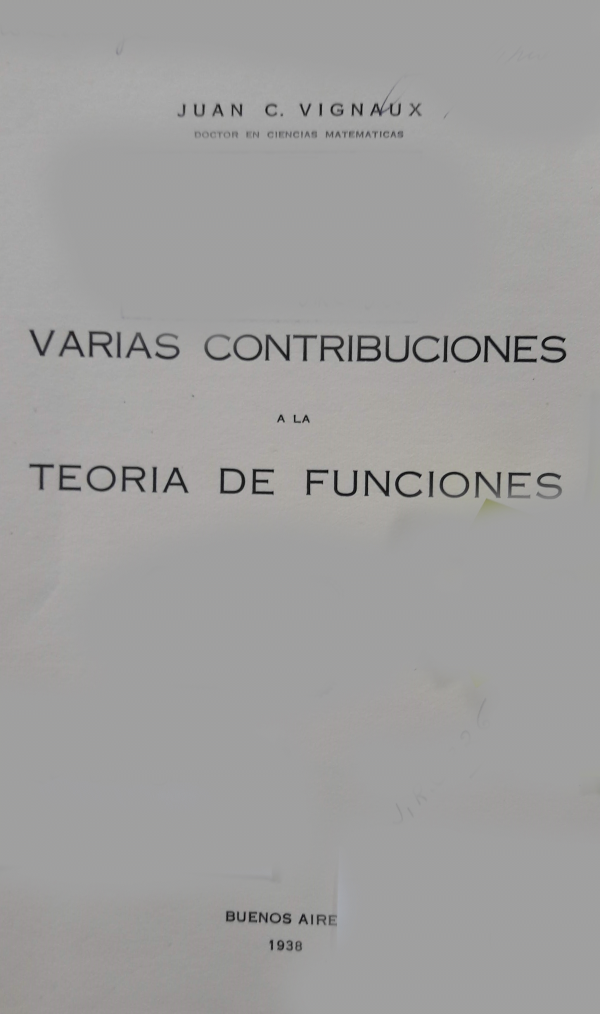 JUAN C. VIGNAUX
DOCTOR EN CIENCIAS MATEMATICAS
VARIAS CONTRIBUCIONES
A LA
TEORIA DE FUNCIONES
BUENOS AIRE
1938